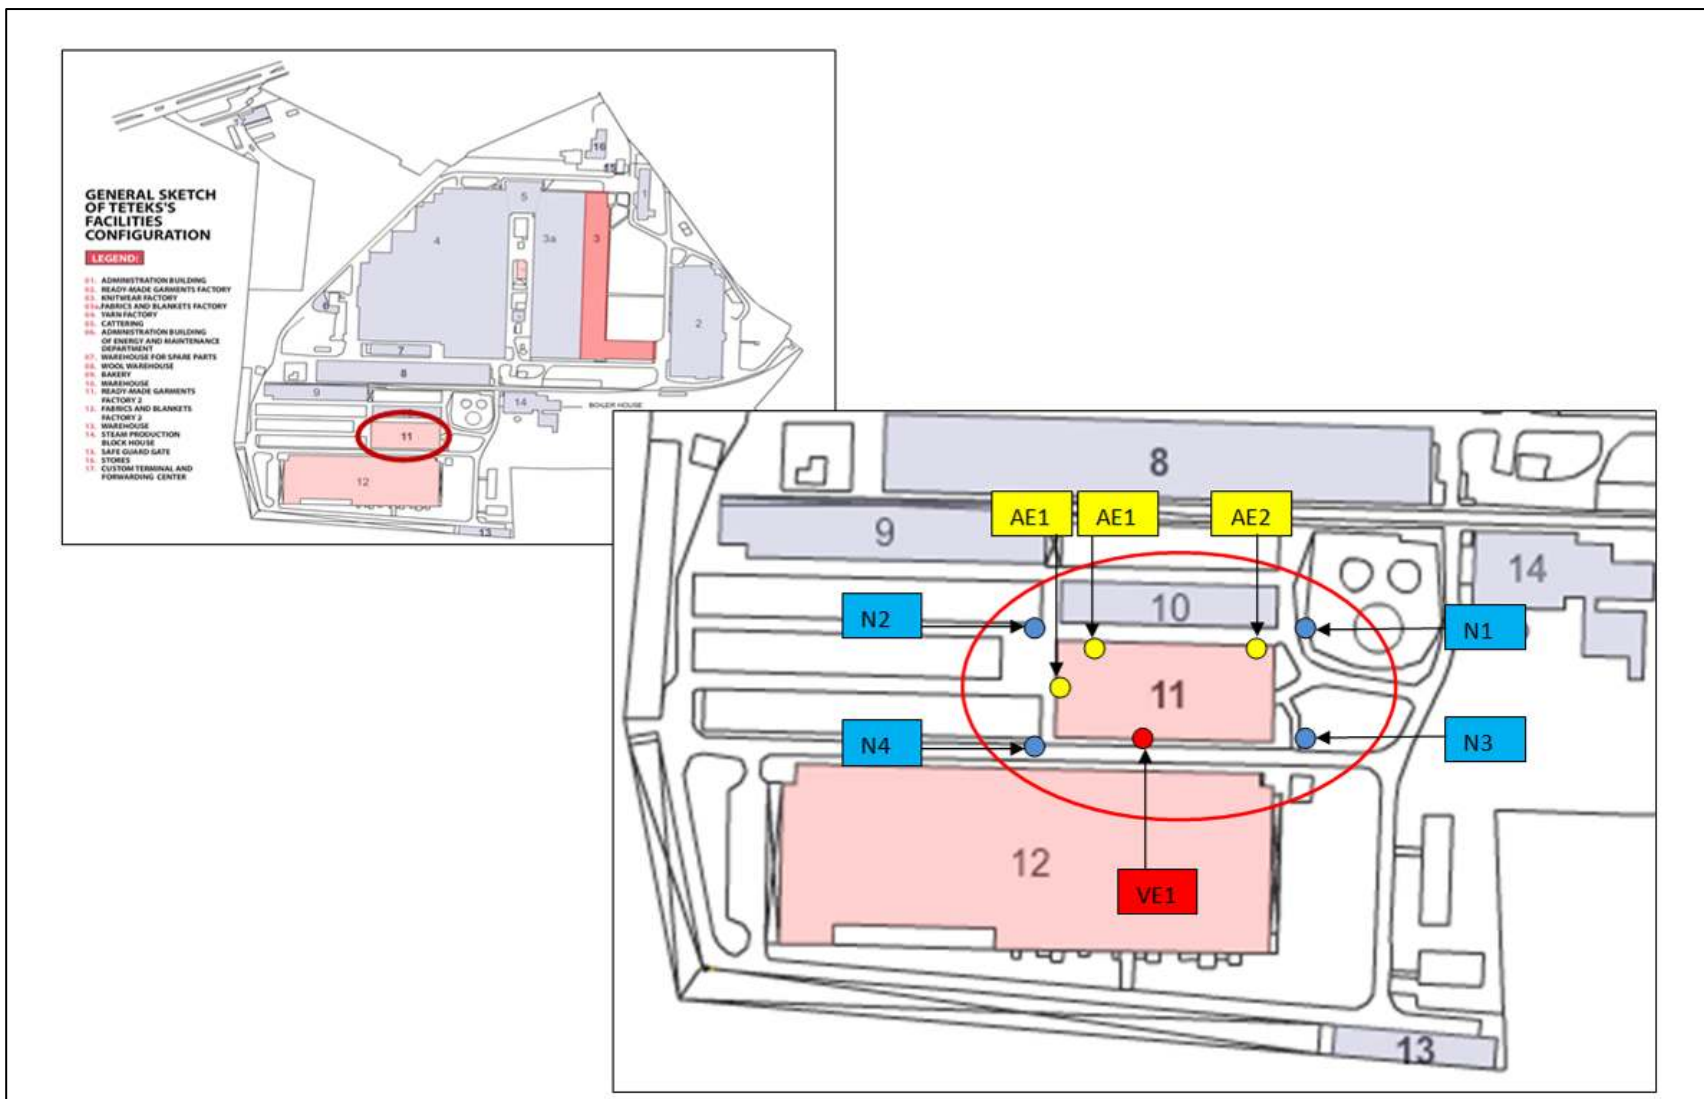 GENERAL SKETCH
OF TETEKS'S
FACILITIES
CONFIGURATION
LEGEND:
01. ADMINISTRATION BUILDING
02. READY-MADE GARMENTS FACTORY
03. KNITWEAR FACTORY
03a. FABRICS AND BLANKETS FACTORY
04. YARN FACTORY
05. CATTERING
06. ADMINISTRATION BUILDING
OF ENERGY AND MAINTENANCE
DEPARTMENT
07. WAREHOUSE FOR SPARE PARTS
08. WOOL WAREHOUSE
09. BAKERY
10. WAREHOUSE
11. READY-MADE GARMENTS
FACTORY 2
12. FABRICS AND BLANKETS
FACTORY 2
13. WAREHOUSE
14. STEAM PRODUCTION
BLOCK HOUSE
15. SAFE GUARD GATE
16. STORES
17. CUSTOM TERMINAL AND
FORWARDING CENTER
17
16
15
1
5
4
3a
3
2
6
7
8
9
14
BOILER HOUSE
11
12
13
8
AE1
AE1
AE2
9
14
10
N2
N1
11
N4
N3
12
VE1
13